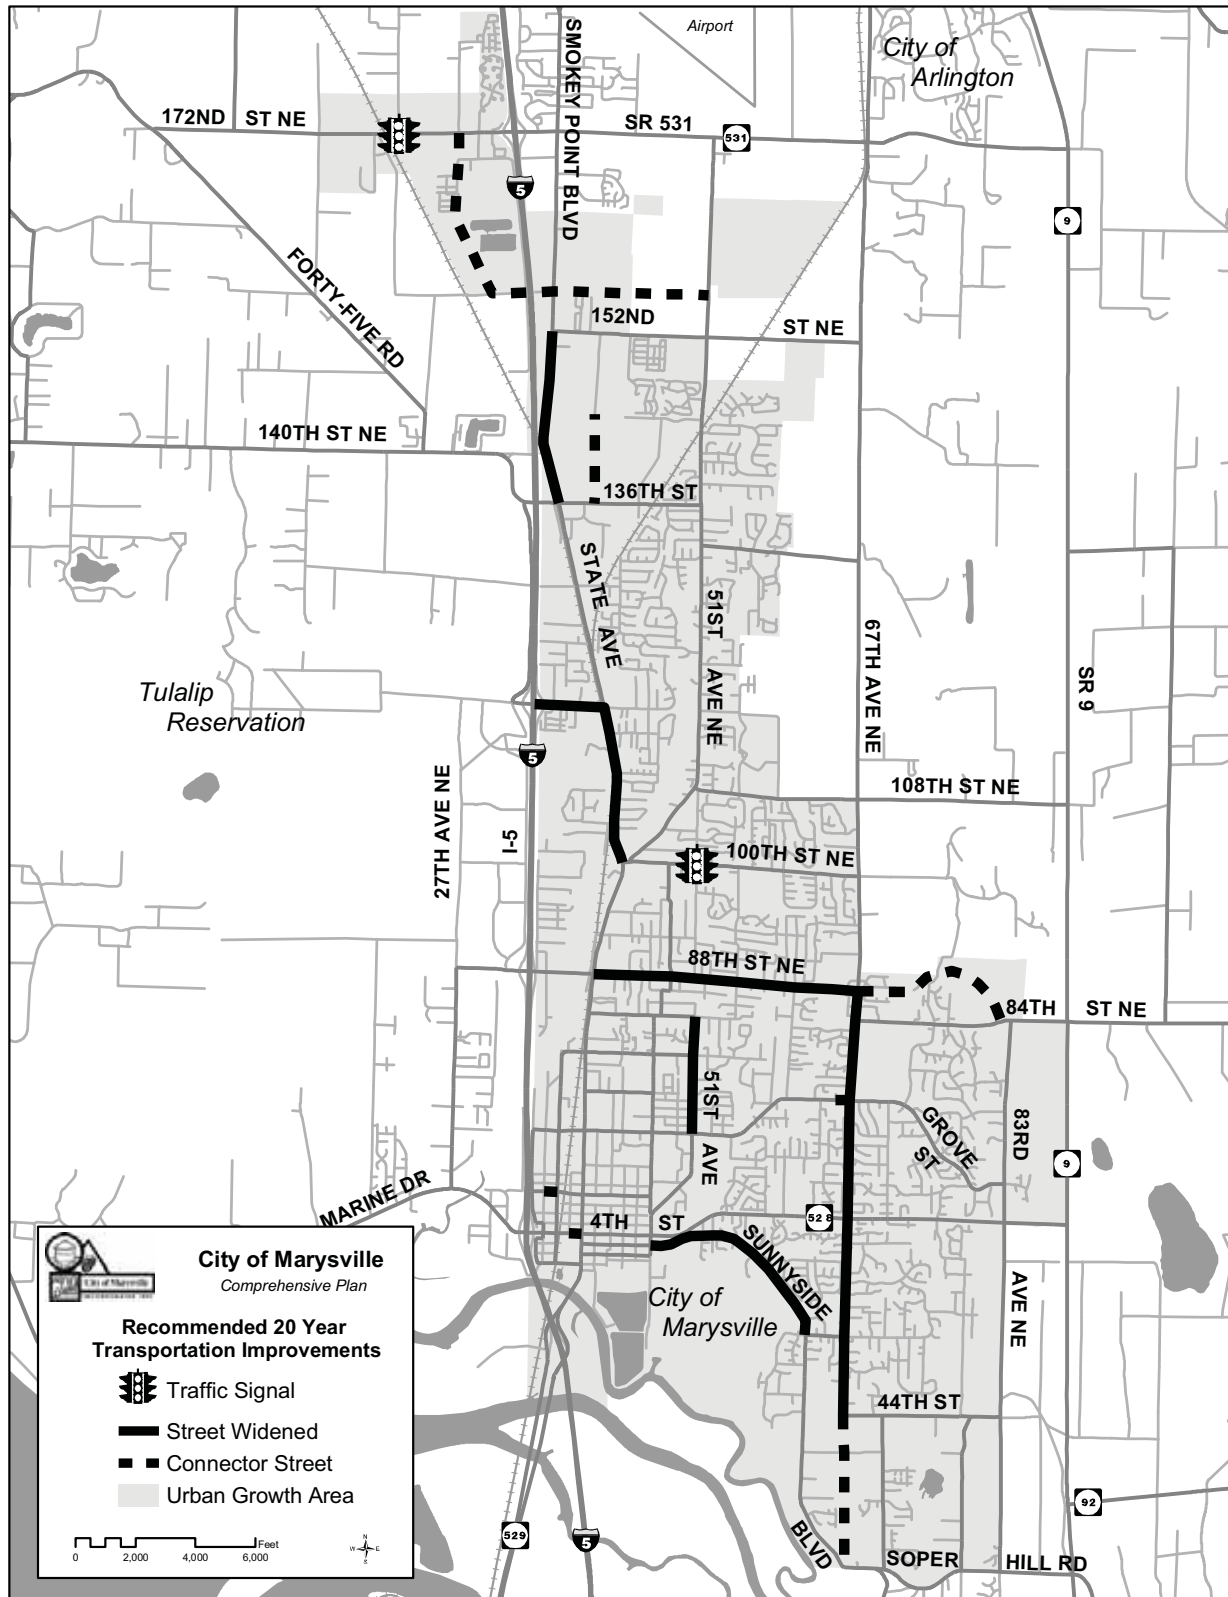 Airport
City of
Arlington
SMOKEY POINT BLVD
172ND ST NE
SR 531
531
5
9
FORTY-FIVE RD
152ND ST NE
140TH ST NE
136TH ST
STATE AVE
51ST AVE NE
67TH AVE NE
SR 9
Tulalip
Reservation
5
27TH AVE NE
I-5
108TH ST NE
100TH ST NE
88TH ST NE
84TH ST NE
51ST AVE
GROVE ST
83RD AVE NE
9
MARINE DR
4TH ST
528
SUNNYSIDE BLVD
City of
Marysville
44TH ST
92
SOPER HILL RD
529
5
City of Marysville
City of Marysville
Comprehensive Plan
Recommended 20 Year
Transportation Improvements
Traffic Signal
Street Widened
Connector Street
Urban Growth Area
Feet
0 2,000 4,000 6,000
N
W E
S